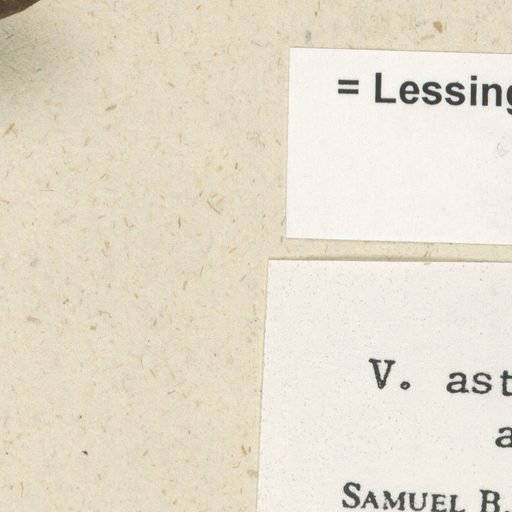 = Lessing
V. ast
a
SAMUEL B.